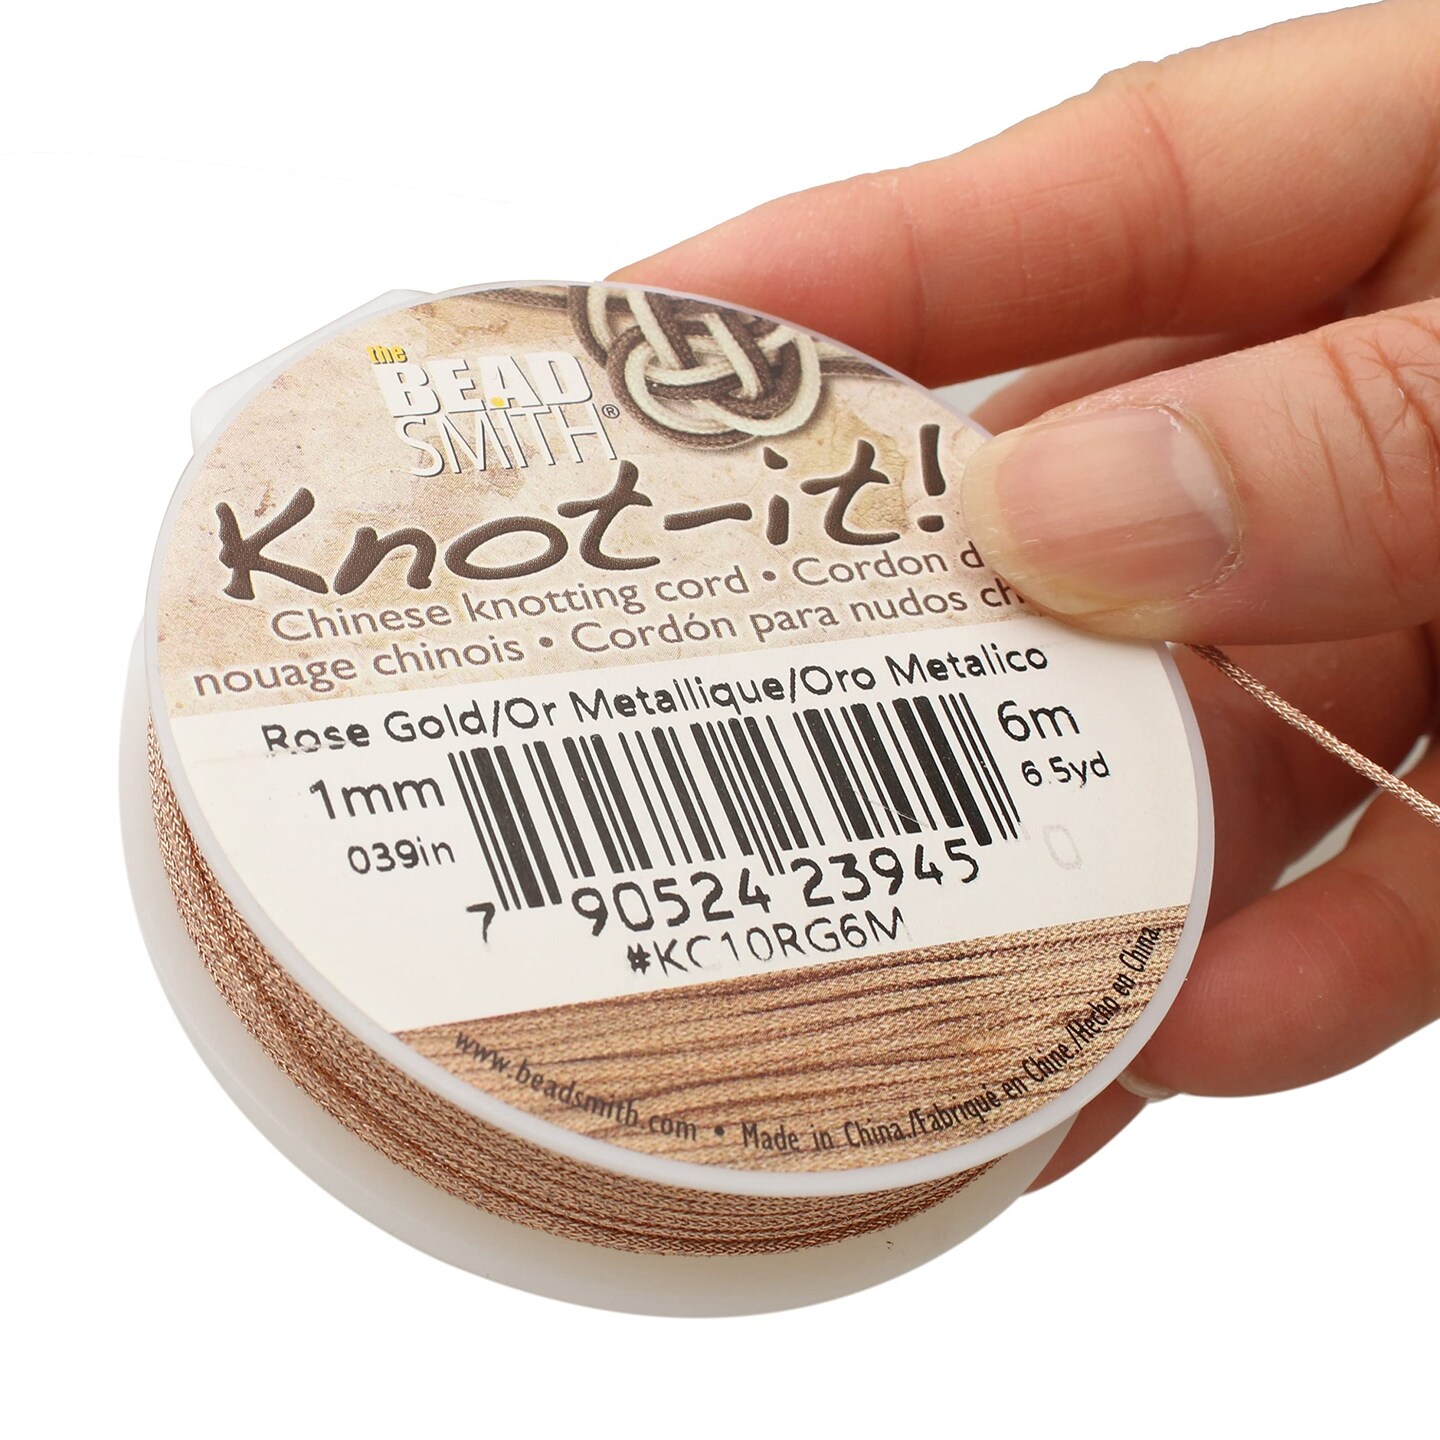 the
BEAD
SMITH®
Knot-it!
Chinese knotting cord • Cordon d
nouage chinois • Cordón para nudos ch
Rose Gold/Or Metallique/Oro Metalico
1mm
039in
6m
6.5yd
0
7 90524 23945
#KC10RG6M
www.beadsmith.com • Made in China./Fabriqué en Chine./Hecho en China.